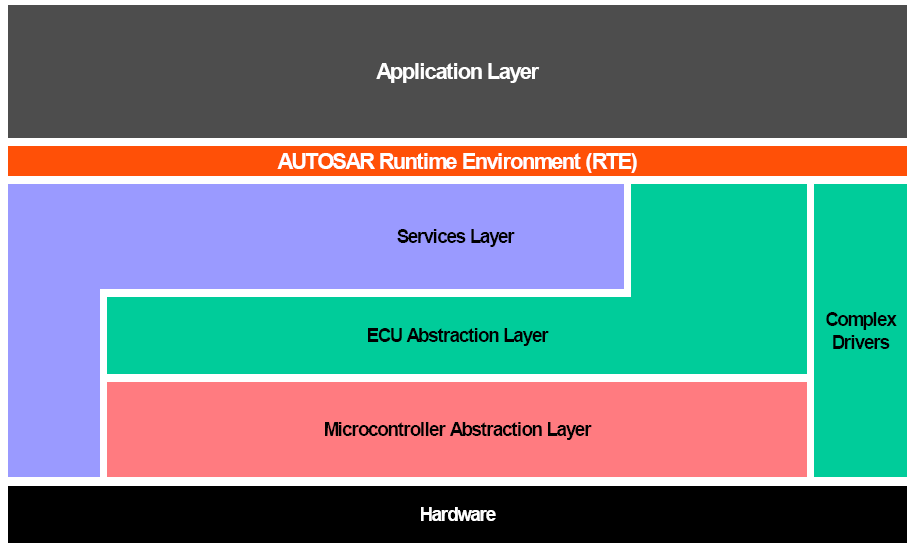 Application Layer
AUTOSAR Runtime Environment (RTE)
Services Layer
ECU Abstraction Layer
Complex
Drivers
Microcontroller Abstraction Layer
Hardware